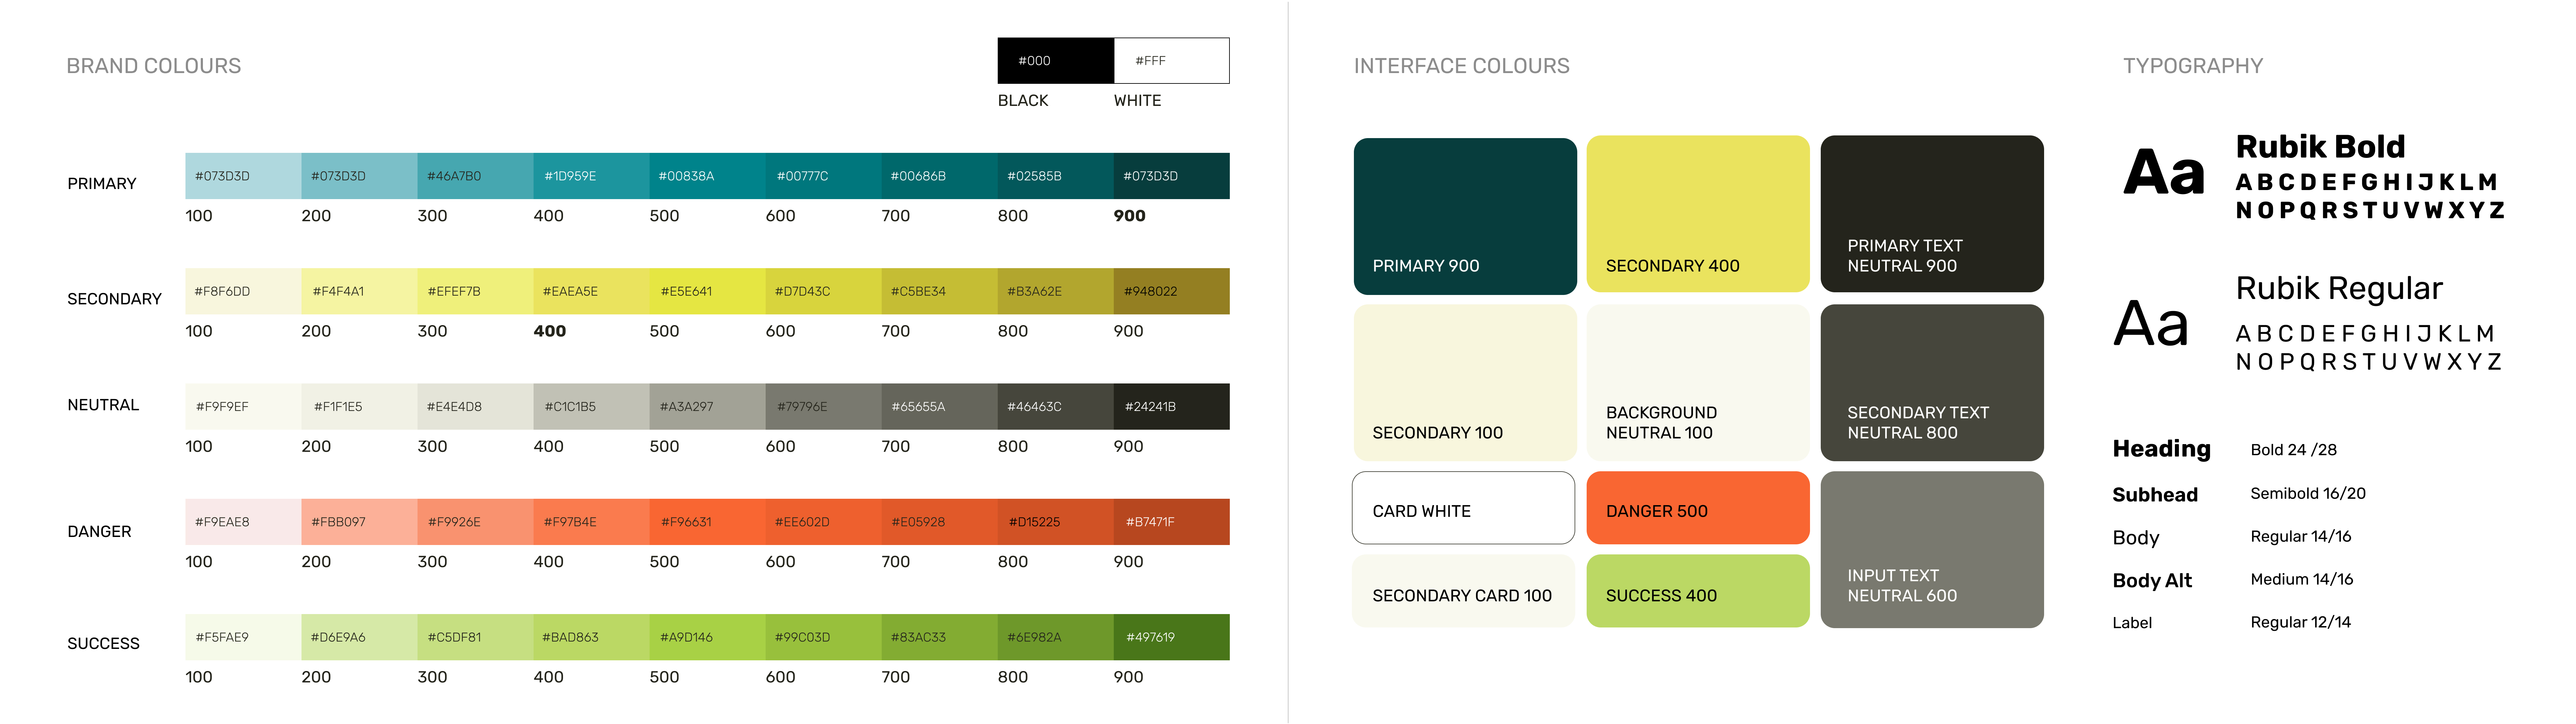 BRAND COLOURS
#000
#FFF
BLACK
WHITE
PRIMARY
#073D3D
#073D3D
#46A7B0
#1D959E
#00838A
#00777C
#00686B
#02585B
#073D3D
100
200
300
400
500
600
700
800
900
SECONDARY
#F8F6DD
#F4F4A1
#EFEF7B
#EAEA5E
#E5E641
#D7D43C
#C5BE34
#B3A62E
#948022
100
200
300
400
500
600
700
800
900
NEUTRAL
#F9F9EF
#F1F1E5
#E4E4D8
#C1C1B5
#A3A297
#79796E
#65655A
#46463C
#24241B
100
200
300
400
500
600
700
800
900
DANGER
#F9EAE8
#FBB097
#F9926E
#F97B4E
#F96631
#EE602D
#E05928
#D15225
#B7471F
100
200
300
400
500
600
700
800
900
SUCCESS
#F5FAE9
#D6E9A6
#C5DF81
#BAD863
#A9D146
#99C03D
#83AC33
#6E982A
#497619
100
200
300
400
500
600
700
800
900
INTERFACE COLOURS
PRIMARY 900
SECONDARY 400
PRIMARY TEXT
NEUTRAL 900
SECONDARY 100
BACKGROUND
NEUTRAL 100
SECONDARY TEXT
NEUTRAL 800
CARD WHITE
DANGER 500
SECONDARY CARD 100
SUCCESS 400
INPUT TEXT
NEUTRAL 600
TYPOGRAPHY
Aa
Rubik Bold
A B C D E F G H I J K L M
N O P Q R S T U V W X Y Z
Aa
Rubik Regular
A B C D E F G H I J K L M
N O P Q R S T U V W X Y Z
Heading
Bold 24 /28
Subhead
Semibold 16/20
Body
Regular 14/16
Body Alt
Medium 14/16
Label
Regular 12/14